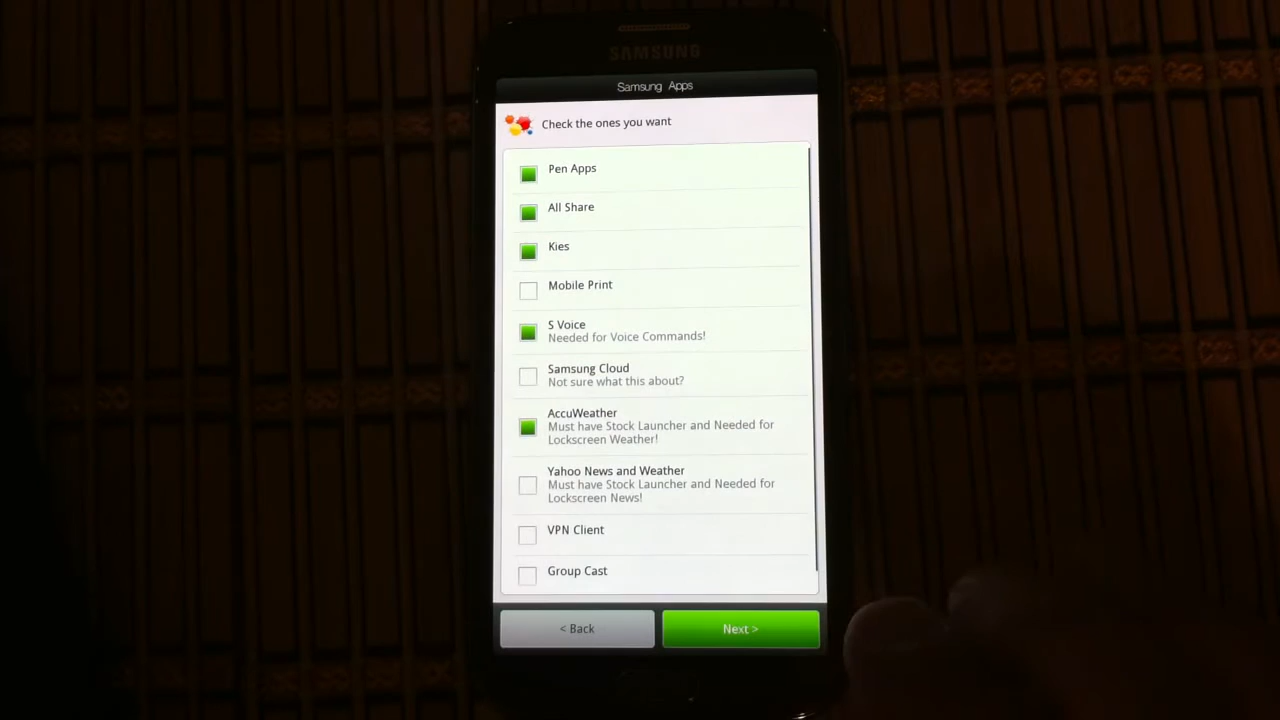 SAMSUNG
Samsung Apps
Check the ones you want
Pen Apps
All Share
Kies
Mobile Print
S Voice
Needed for Voice Commands!
Samsung Cloud
Not sure what this about?
AccuWeather
Must have Stock Launcher and Needed for
Lockscreen Weather!
Yahoo News and Weather
Must have Stock Launcher and Needed for
Lockscreen News!
VPN Client
Group Cast
< Back
Next >